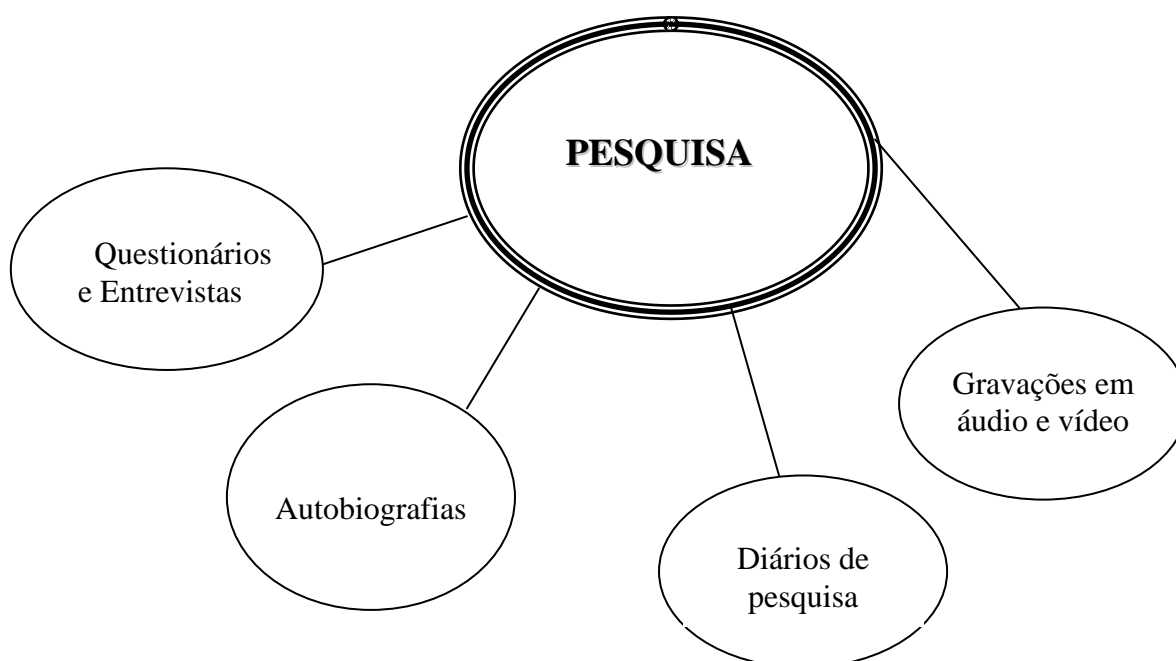 PESQUISA
Questionários
e Entrevistas
Autobiografias
Diários de
pesquisa
Gravações em
áudio e vídeo